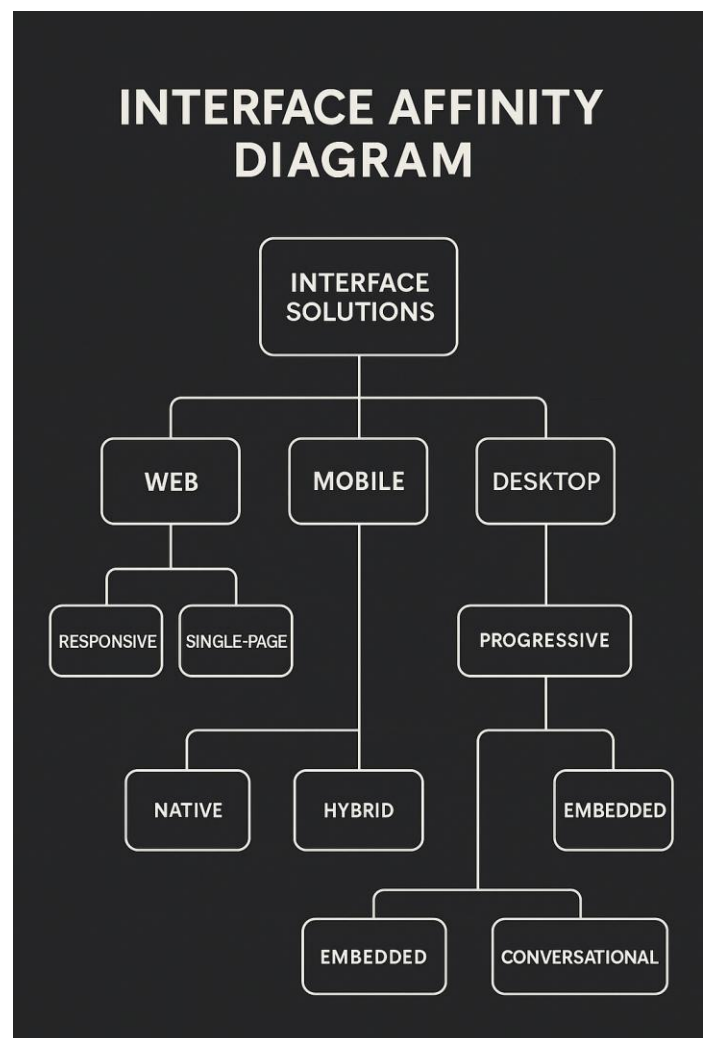 INTERFACE AFFINITY
DIAGRAM
INTERFACE
SOLUTIONS
WEB
MOBILE
DESKTOP
RESPONSIVE
SINGLE-PAGE
PROGRESSIVE
NATIVE
HYBRID
EMBEDDED
EMBEDDED
CONVERSATIONAL